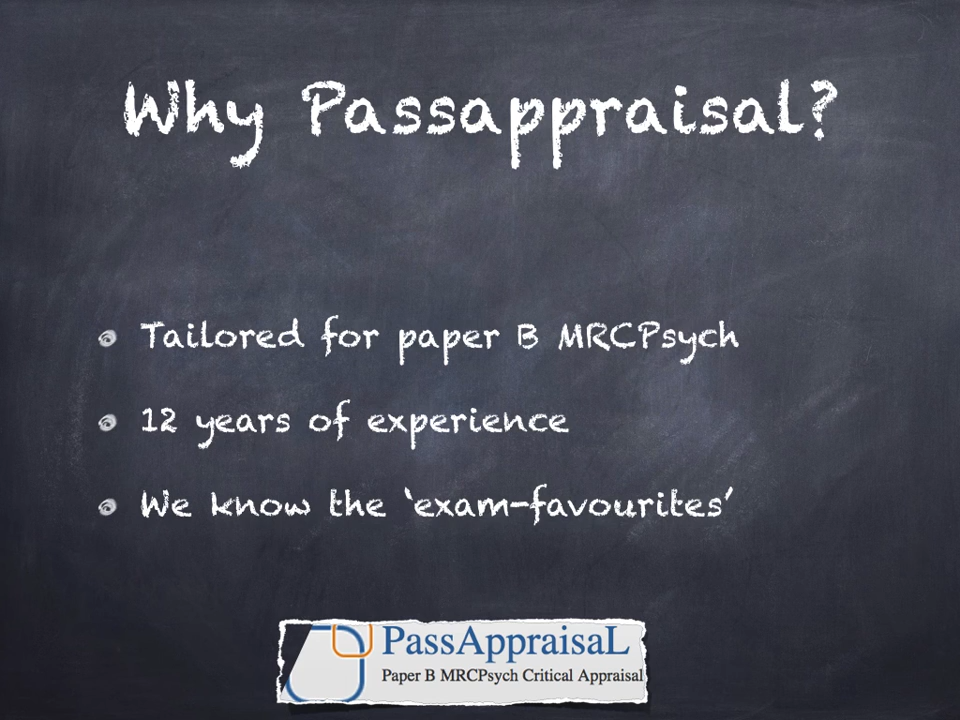 Why Passappraisal?
Tailored for paper B MRCPsych
12 years of experience
We know the ‘exam-favourites’
PassAppraisaL
Paper B MRCPsych Critical Appraisal